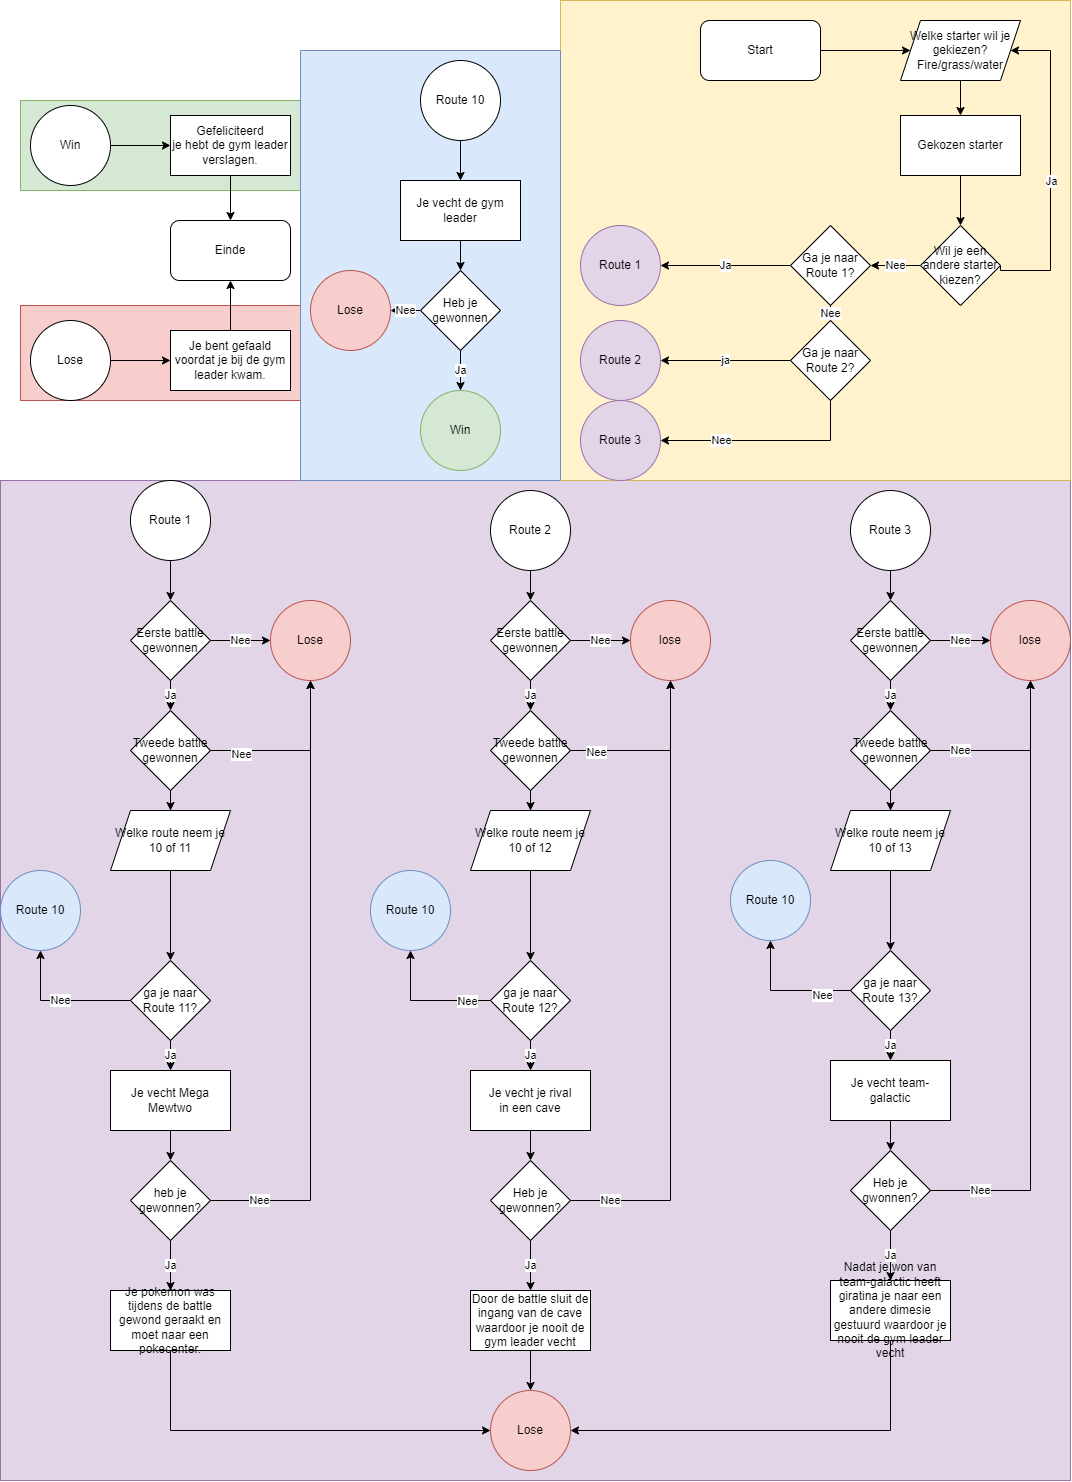 Start
Welke starter wil je
gekiezen?
Fire/grass/water
Gekozen starter
Ja
Wil je een
andere starter
kiezen?
Nee
Ga je naar
Route 1?
Ja
Route 1
Nee
Ga je naar
Route 2?
ja
Route 2
Nee
Route 3
Route 10
Je vecht de gym
leader
Heb je
gewonnen
Nee
Lose
Ja
Win
Win
Gefeliciteerd
je hebt de gym leader
verslagen.
Einde
Lose
Je bent gefaald
voordat je bij de gym
leader kwam.
Route 1
Eerste battle
gewonnen
Nee
Lose
Ja
Tweede battle
gewonnen
Nee
Welke route neem je
10 of 11
Route 10
ga je naar
Route 11?
Nee
Ja
Je vecht Mega
Mewtwo
heb je
gewonnen?
Nee
Ja
Je pokemon was
tijdens de battle
gewond geraakt en
moet naar een
pokecenter.
Route 2
Eerste battle
gewonnen
Nee
lose
Ja
Tweede battle
gewonnen
Nee
Welke route neem je
10 of 12
Route 10
ga je naar
Route 12?
Nee
Ja
Je vecht je rival
in een cave
Heb je
gewonnen?
Nee
Ja
Door de battle sluit de
ingang van de cave
waardoor je nooit de
gym leader vecht
Lose
Route 3
Eerste battle
gewonnen
Nee
lose
Ja
Tweede battle
gewonnen
Nee
Welke route neem je
10 of 13
Route 10
ga je naar
Route 13?
Nee
Ja
Je vecht team-
galactic
Heb je
gwonnen?
Nee
Ja
Nadat je won van
team-galactic heeft
giratina je naar een
andere dimesie
gestuurd waardoor je
nooit de gym leader
vecht